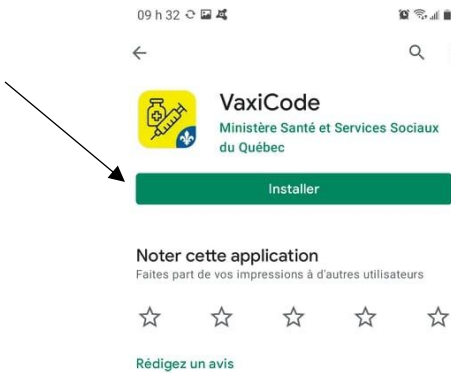 09 h 32
VaxiCode
Ministère Santé et Services Sociaux
du Québec
Installer
Noter cette application
Faites part de vos impressions à d'autres utilisateurs
Rédigez un avis